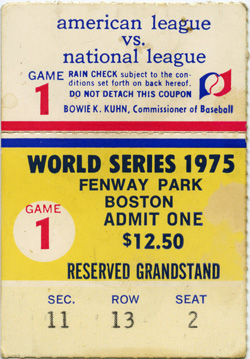 american league
vs.
national league
GAME
1
RAIN CHECK subject to the con-
ditions set forth on back hereof.
DO NOT DETACH THIS COUPON
BOWIE K. KUHN, Commissioner of Baseball
WORLD SERIES 1975
FENWAY PARK
BOSTON
ADMIT ONE
$12.50
GAME
1
RESERVED GRANDSTAND
SEC. ROW SEAT
11 13 2